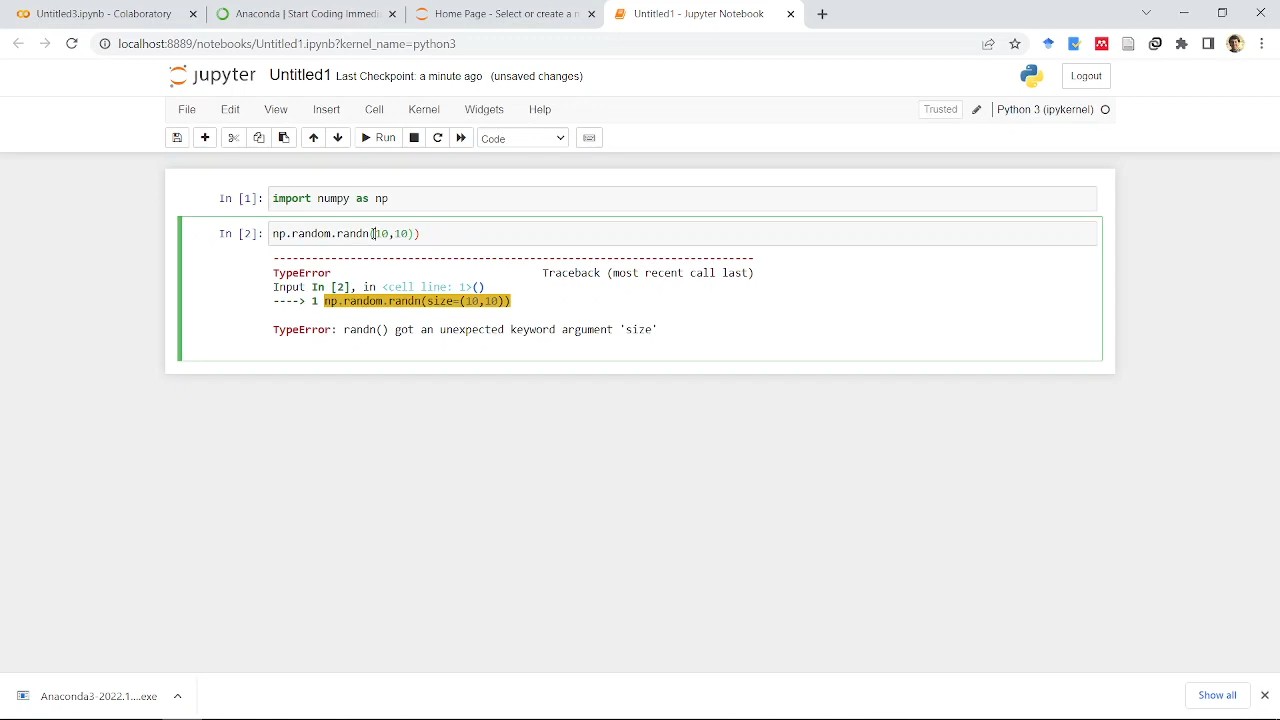 Untitled3.ipynb - Colaboratory
Anaconda | Start Coding Immedia
Home Page - Select or create a n
Untitled1 - Jupyter Notebook
localhost:8889/notebooks/Untitled1.ipynb?kernel_name=python3
jupyter Untitled1 Last Checkpoint: a minute ago (unsaved changes)
Logout
File Edit View Insert Cell Kernel Widgets Help
Trusted Python 3 (ipykernel)
Run Code
In [1]: import numpy as np
In [2]: np.random.randn(10,10))
---------------------------------------------------------------------------
TypeError Traceback (most recent call last)
Input In [2], in <cell line: 1>()
----> 1 np.random.randn(size=(10,10))
TypeError: randn() got an unexpected keyword argument 'size'
Anaconda3-2022.1....exe
Show all